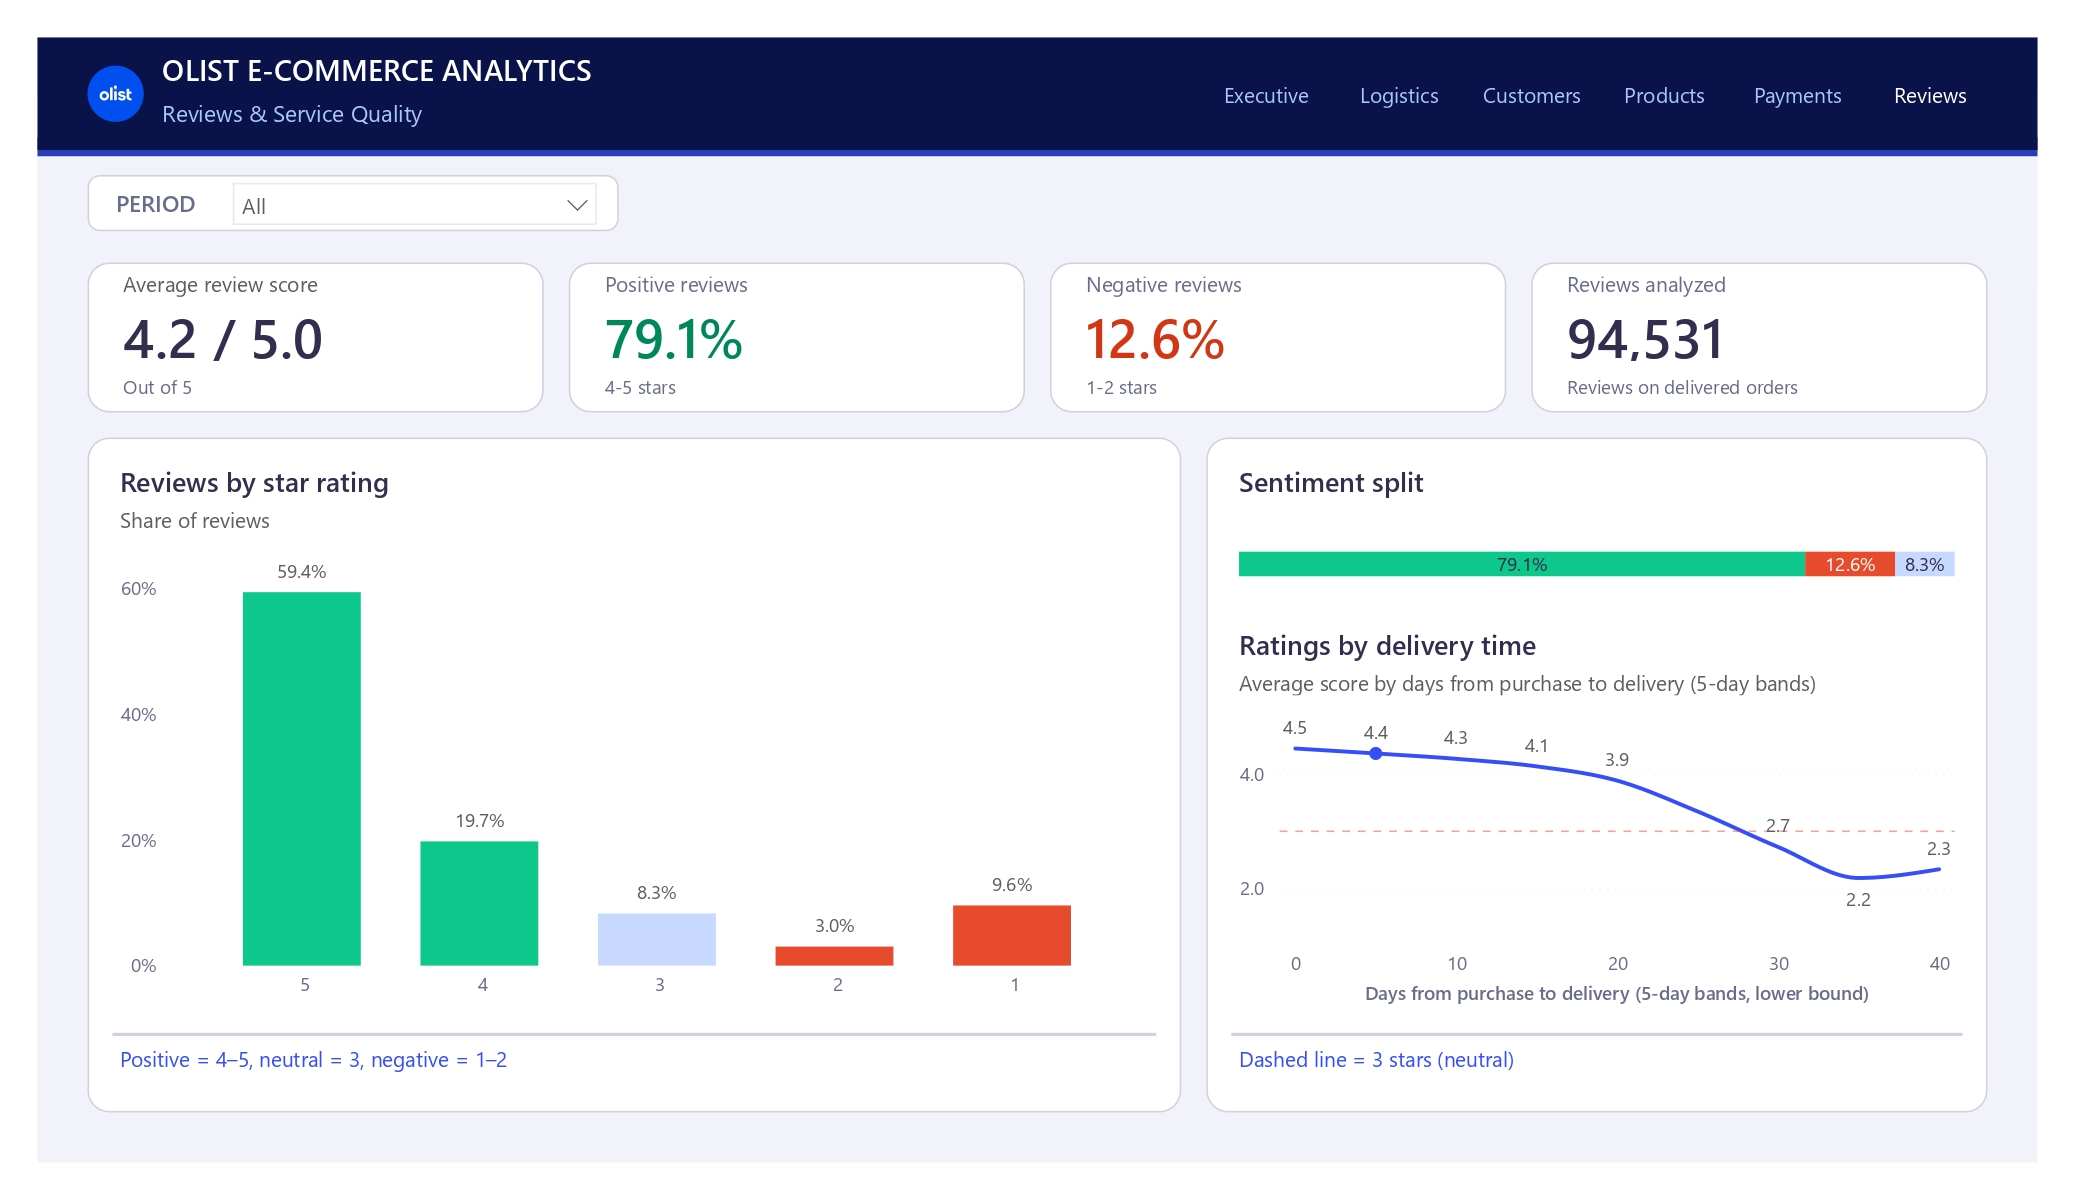 olist
OLIST E-COMMERCE ANALYTICS
Reviews & Service Quality
Executive Logistics Customers Products Payments Reviews
PERIOD All
Average review score
4.2 / 5.0
Out of 5
Positive reviews
79.1%
4-5 stars
Negative reviews
12.6%
1-2 stars
Reviews analyzed
94,531
Reviews on delivered orders
Reviews by star rating
Share of reviews
60%
40%
20%
0%
59.4%
19.7%
8.3%
3.0%
9.6%
5 4 3 2 1
Positive = 4–5, neutral = 3, negative = 1–2
Sentiment split
79.1% 12.6% 8.3%
Ratings by delivery time
Average score by days from purchase to delivery (5-day bands)
4.5
4.4
4.3
4.1
3.9
2.7
2.2
2.3
4.0
2.0
0 10 20 30 40
Days from purchase to delivery (5-day bands, lower bound)
Dashed line = 3 stars (neutral)